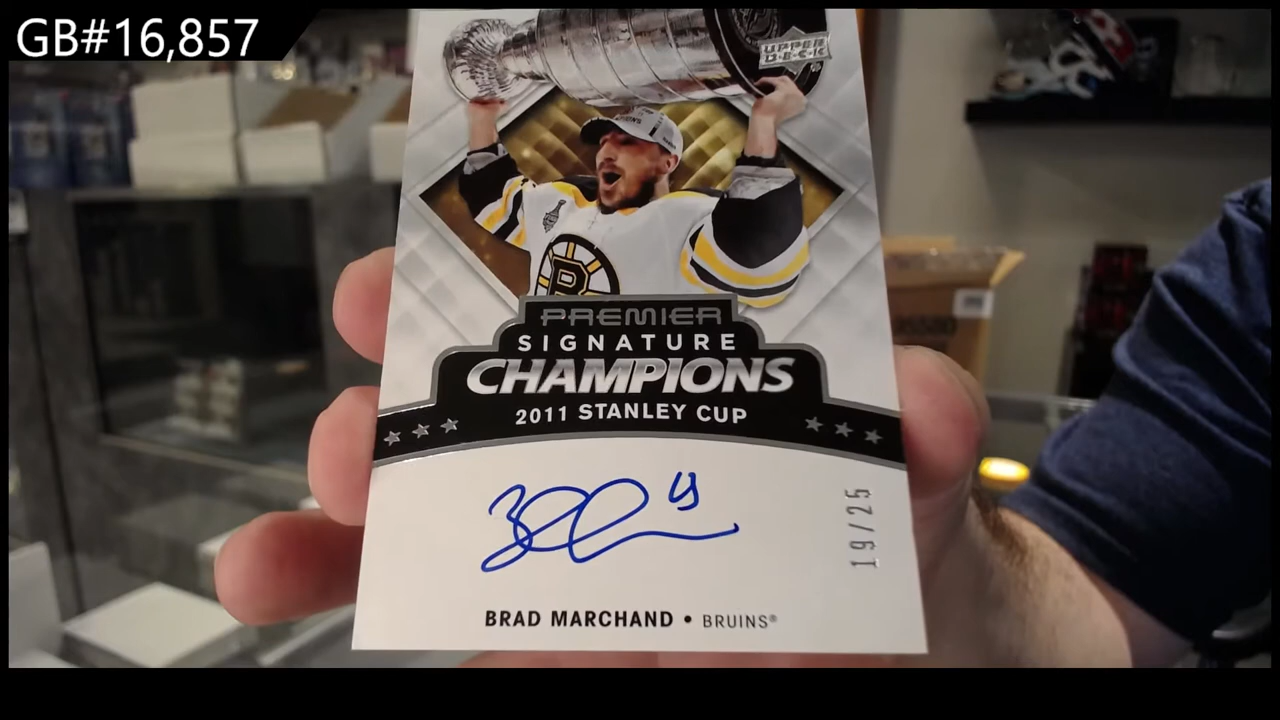 GB#16,857
UPPER
DECK
PREMIER
SIGNATURE
CHAMPIONS
2011 STANLEY CUP
19/25
BRAD MARCHAND • BRUINS®